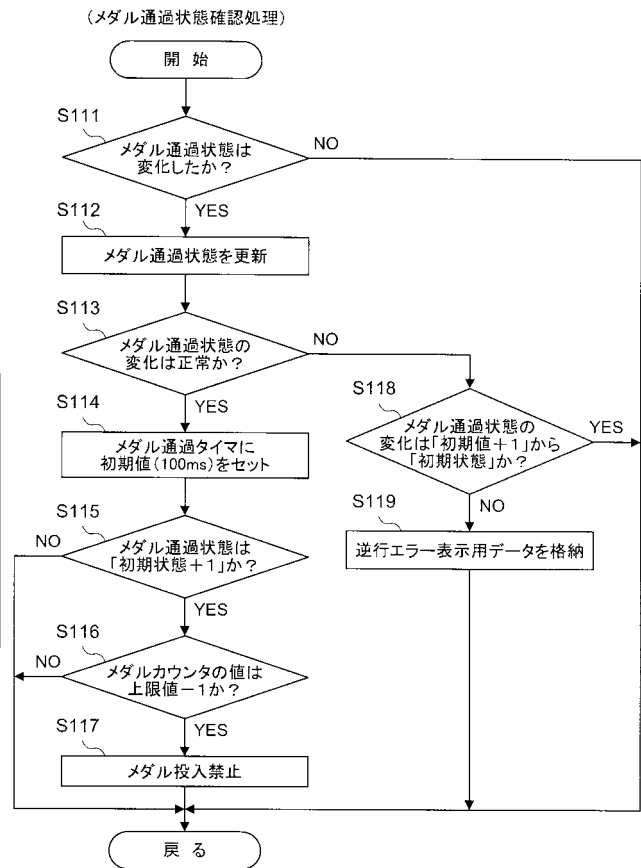 (メダル通過状態確認処理)
開始
S111
メダル通過状態は
変化したか?
NO
YES
S112
メダル通過状態を更新
S113
メダル通過状態の
変化は正常か?
NO
YES
S114
メダル通過タイマに
初期値(100ms)をセット
S115
メダル通過状態は
「初期状態+1」か?
NO
YES
S116
メダルカウンタの値は
上限値-1か?
NO
YES
S117
メダル投入禁止
S118
メダル通過状態の
変化は「初期値+1」から
「初期状態」か?
YES
NO
S119
逆行エラー表示用データを格納
戻る